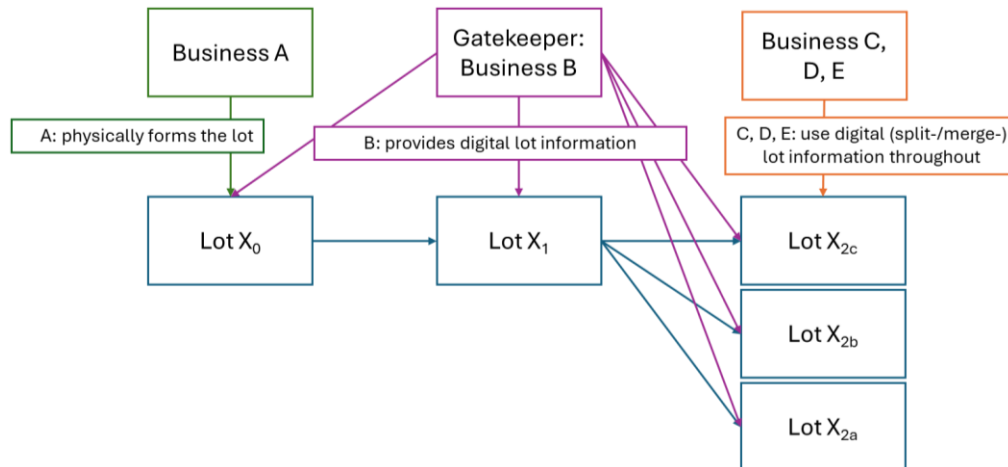 Business A
Gatekeeper:
Business B
Business C,
D, E
A: physically forms the lot
B: provides digital lot information
C, D, E: use digital (split-/merge-)
lot information throughout
Lot X₀
Lot X₁
Lot X₂c
Lot X₂b
Lot X₂a